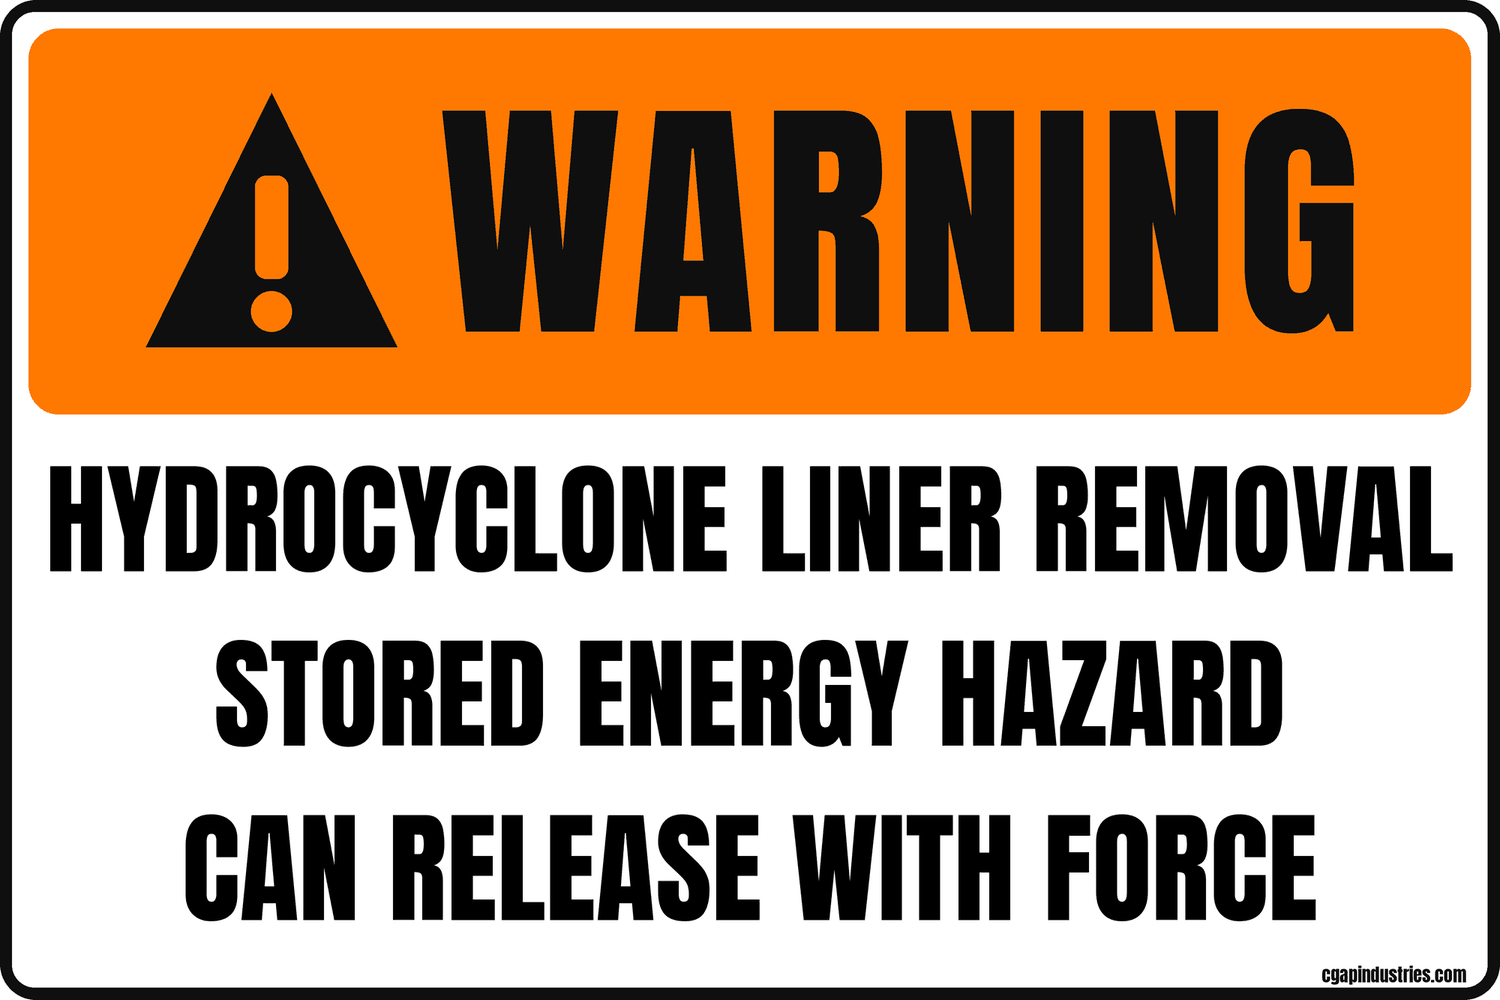 WARNING
HYDROCYCLONE LINER REMOVAL
STORED ENERGY HAZARD
CAN RELEASE WITH FORCE
cgapindustries.com